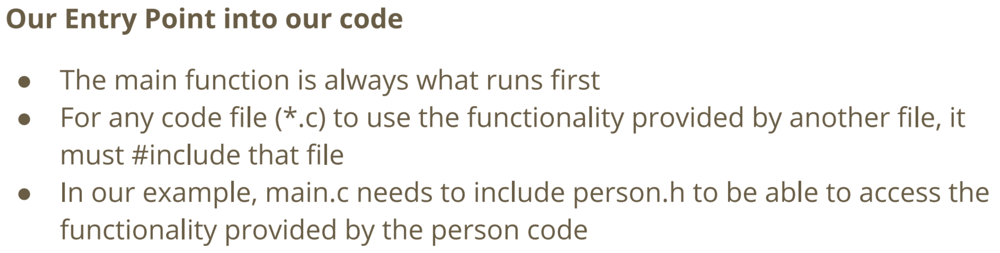 Our Entry Point into our code
● The main function is always what runs first
● For any code file (*.c) to use the functionality provided by another file, it
must #include that file
● In our example, main.c needs to include person.h to be able to access the
functionality provided by the person code